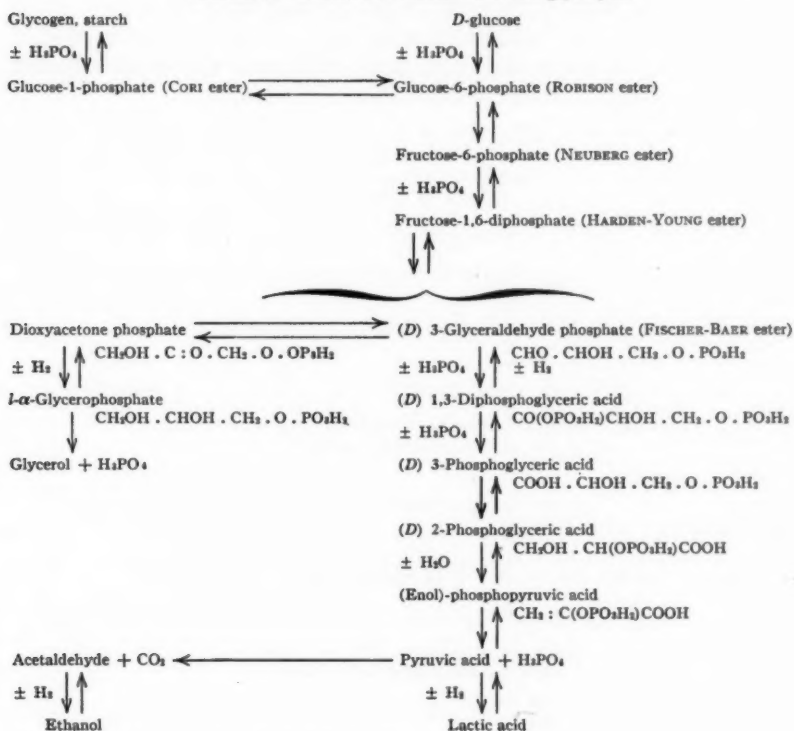 Glycogen, starch D-glucose
± H₃PO₄ ± H₃PO₄
Glucose-1-phosphate (CORI ester) Glucose-6-phosphate (ROBISON ester)
Fructose-6-phosphate (NEUBERG ester)
± H₃PO₄
Fructose-1,6-diphosphate (HARDEN-YOUNG ester)
Dioxyacetone phosphate (D) 3-Glyceraldehyde phosphate (FISCHER-BAER ester)
CH₂OH . C : O . CH₂ . O . OP₃H₂ CHO . CHOH . CH₂ . O . PO₃H₂
± H₂ ± H₃PO₄ ± H₂
l-α-Glycerophosphate (D) 1,3-Diphosphoglyceric acid
CH₂OH . CHOH . CH₂ . O . PO₃H₂ CO(OPO₃H₂)CHOH . CH₂ . O . PO₃H₂
± H₃PO₄
Glycerol + H₃PO₄ (D) 3-Phosphoglyceric acid
COOH . CHOH . CH₂ . O . PO₃H₂
(D) 2-Phosphoglyceric acid
± H₂O CH₂OH . CH(OPO₃H₂)COOH
(Enol)-phosphopyruvic acid
CH₂ : C(OPO₃H₂)COOH
Acetaldehyde + CO₂ Pyruvic acid + H₃PO₄
± H₂ ± H₂
Ethanol Lactic acid